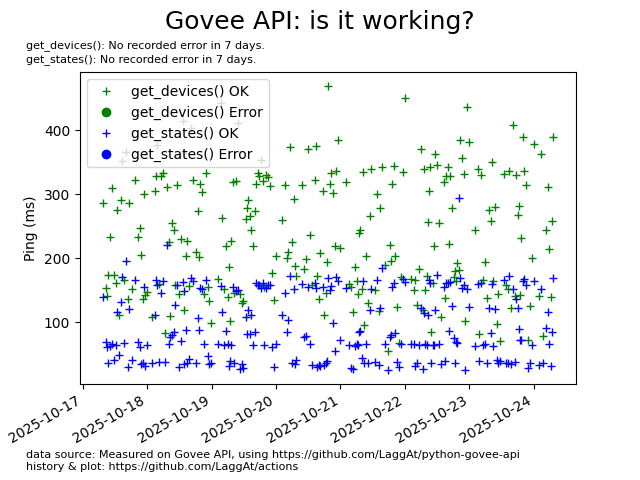 Govee API: is it working?
get_devices(): No recorded error in 7 days.
get_states(): No recorded error in 7 days.
get_devices() OK
get_devices() Error
get_states() OK
get_states() Error
Ping (ms)
400
300
200
100
2025-10-17
2025-10-18
2025-10-19
2025-10-20
2025-10-21
2025-10-22
2025-10-23
2025-10-24
data source: Measured on Govee API, using https://github.com/LaggAt/python-govee-api
history & plot: https://github.com/LaggAt/actions